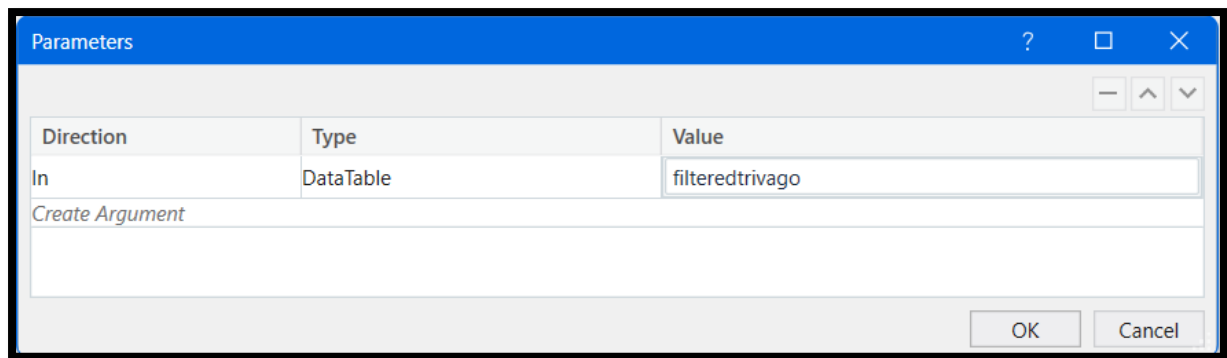 Parameters ?
Direction Type Value
In DataTable filteredtrivago
Create Argument
OK Cancel